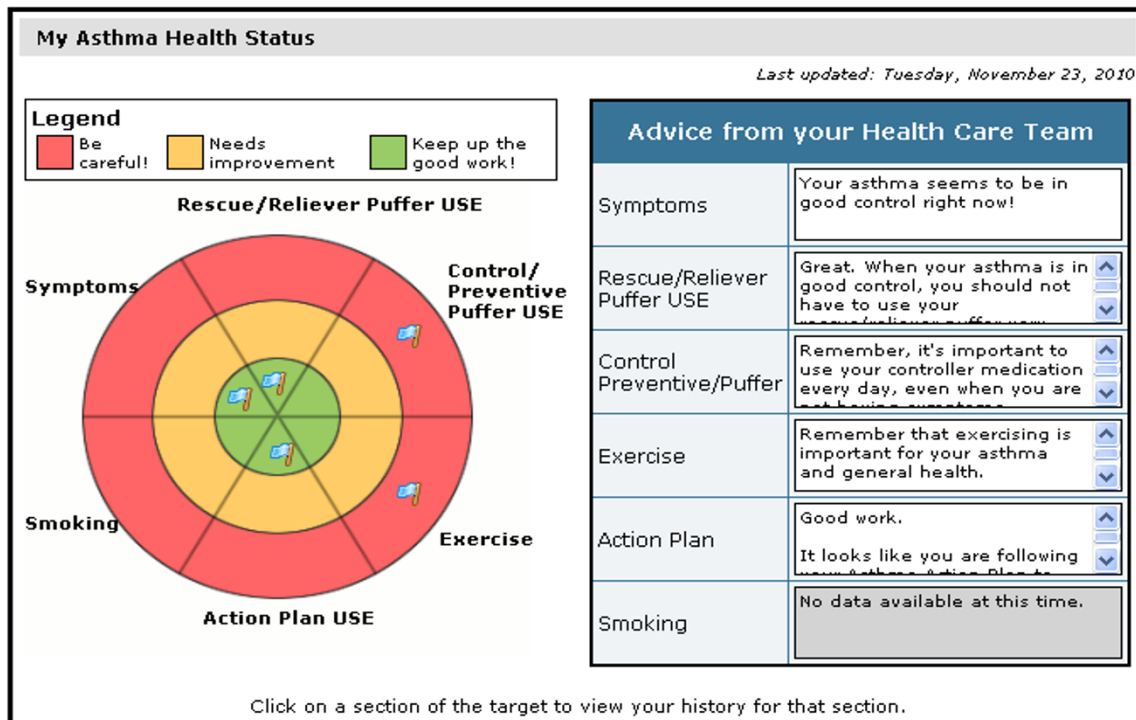 My Asthma Health Status
Last updated: Tuesday, November 23, 2010
Legend
Be
careful!
Needs
improvement
Keep up the
good work!
Rescue/Reliever Puffer USE
Symptoms
Control/
Preventive
Puffer USE
Smoking
Exercise
Action Plan USE
Advice from your Health Care Team
Symptoms
Your asthma seems to be in
good control right now!
Rescue/Reliever
Puffer USE
Great. When your asthma is in
good control, you should not
have to use your
Control
Preventive/Puffer
Remember, it's important to
use your controller medication
every day, even when you are
Exercise
Remember that exercising is
important for your asthma
and general health.
Action Plan
Good work.
It looks like you are following
Smoking
No data available at this time.
Click on a section of the target to view your history for that section.